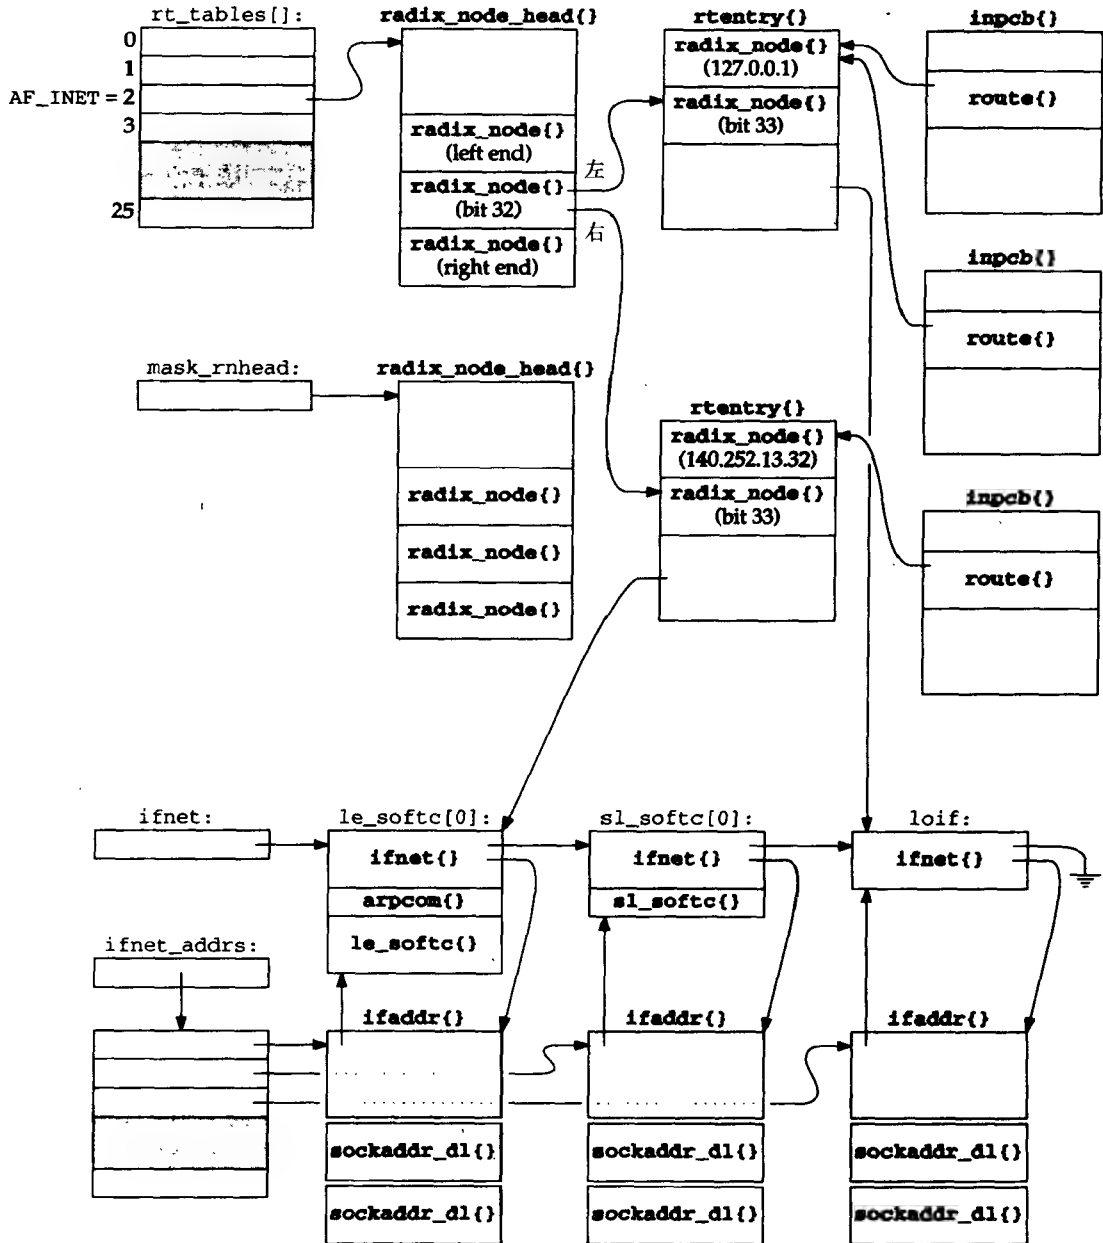 rt_tables[]:
0
1
AF_INET = 2
3
25
radix_node_head{}
radix_node{}
(left end)
radix_node{}
(bit 32)
radix_node{}
(right end)
左
右
rtentry{}
radix_node{}
(127.0.0.1)
radix_node{}
(bit 33)
inpcb{}
route{}
inpcb{}
route{}
mask_rnhead:
radix_node_head{}
radix_node{}
radix_node{}
radix_node{}
rtentry{}
radix_node{}
(140.252.13.32)
radix_node{}
(bit 33)
inpcb{}
route{}
ifnet:
le_softc[0]:
ifnet{}
arpcom{}
le_softc{}
sl_softc[0]:
ifnet{}
sl_softc{}
loif:
ifnet{}
ifnet_addrs:
ifaddr{}
sockaddr_dl{}
sockaddr_dl{}
ifaddr{}
sockaddr_dl{}
sockaddr_dl{}
ifaddr{}
sockaddr_dl{}
sockaddr_dl{}